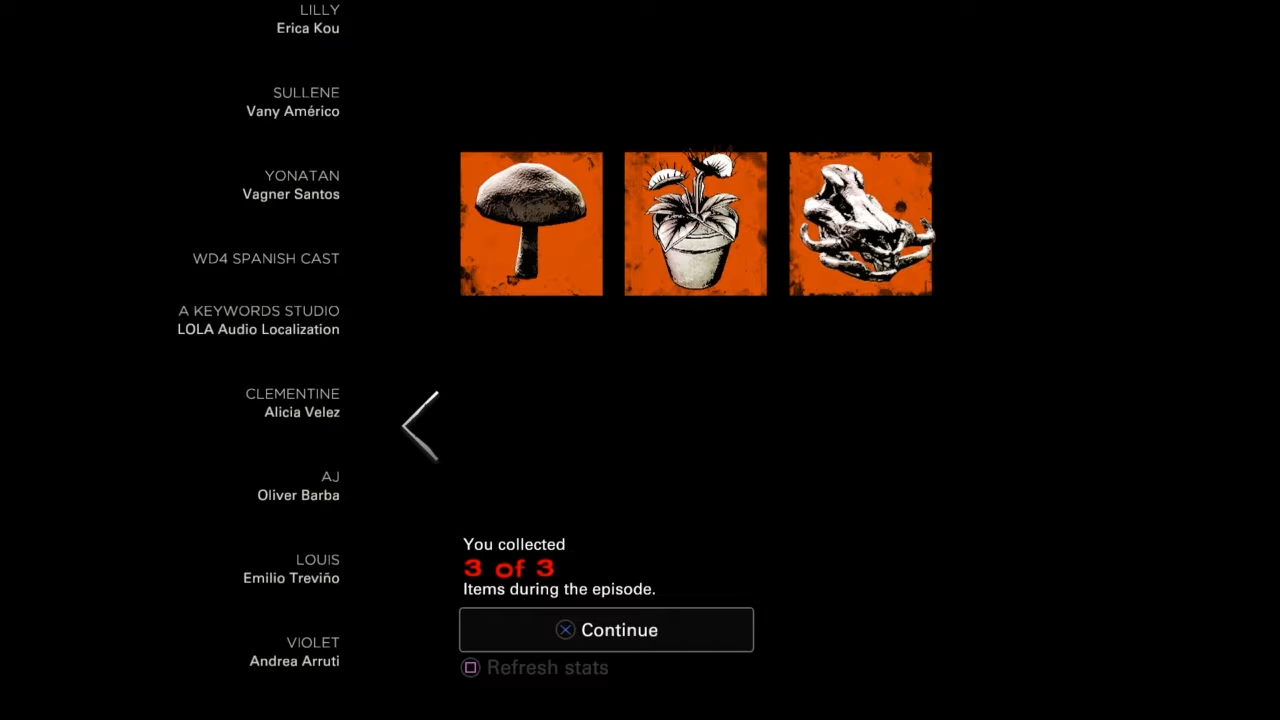 LILLY
Erica Kou
SULLENE
Vany Américo
YONATAN
Vagner Santos
WD4 SPANISH CAST
A KEYWORDS STUDIO
LOLA Audio Localization
CLEMENTINE
Alicia Velez
AJ
Oliver Barba
LOUIS
Emilio Treviño
VIOLET
Andrea Arruti
You collected
3 of 3
Items during the episode.
Continue
Refresh stats